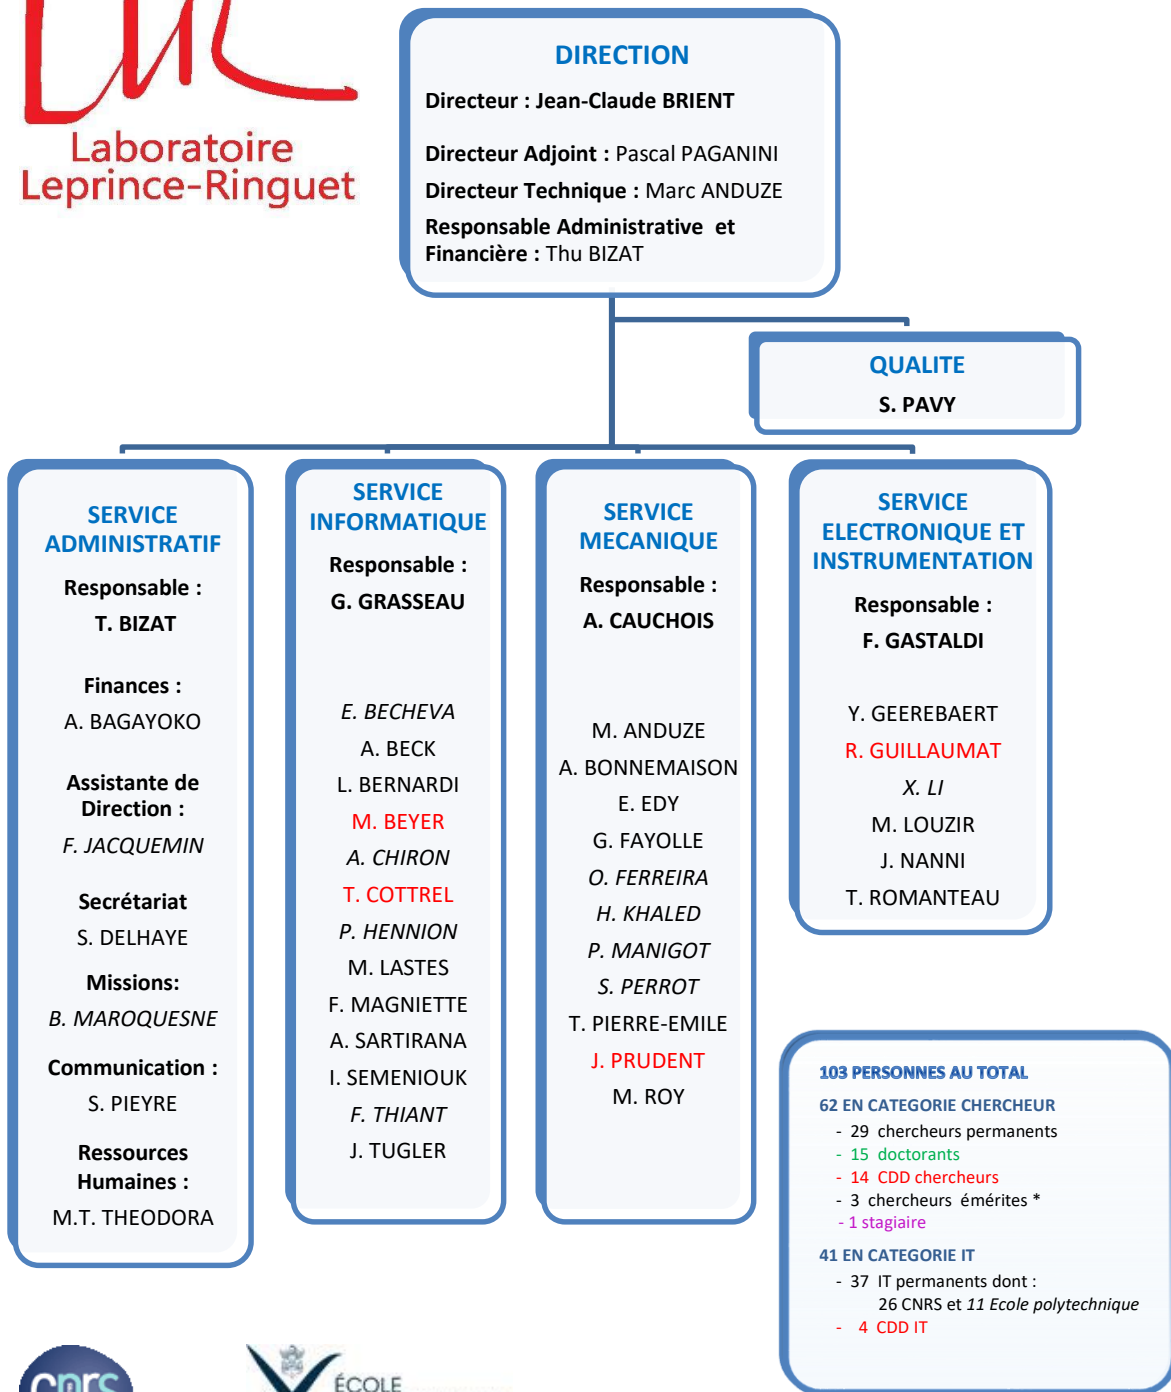 Laboratoire
Leprince-Ringuet
DIRECTION
Directeur : Jean-Claude BRIENT
Directeur Adjoint : Pascal PAGANINI
Directeur Technique : Marc ANDUZE
Responsable Administrative et
Financière : Thu BIZAT
QUALITE
S. PAVY
SERVICE
ADMINISTRATIF
Responsable :
T. BIZAT
Finances :
A. BAGAYOKO
Assistante de
Direction :
F. JACQUEMIN
Secrétariat
S. DELHAYE
Missions:
B. MAROQUESNE
Communication :
S. PIEYRE
Ressources
Humaines :
M.T. THEODORA
SERVICE
INFORMATIQUE
Responsable :
G. GRASSEAU
E. BECHEVA
A. BECK
L. BERNARDI
M. BEYER
A. CHIRON
T. COTTREL
P. HENNION
M. LASTES
F. MAGNIETTE
A. SARTIRANA
I. SEMENIOUK
F. THIANT
J. TUGLER
SERVICE
MECANIQUE
Responsable :
A. CAUCHOIS
M. ANDUZE
A. BONNEMAISON
E. EDY
G. FAYOLLE
O. FERREIRA
H. KHALED
P. MANIGOT
S. PERROT
T. PIERRE-EMILE
J. PRUDENT
M. ROY
SERVICE
ELECTRONIQUE ET
INSTRUMENTATION
Responsable :
F. GASTALDI
Y. GEEREBAERT
R. GUILLAUMAT
X. LI
M. LOUZIR
J. NANNI
T. ROMANTEAU
103 PERSONNES AU TOTAL
62 EN CATEGORIE CHERCHEUR
- 29 chercheurs permanents
- 15 doctorants
- 14 CDD chercheurs
- 3 chercheurs émérites *
- 1 stagiaire
41 EN CATEGORIE IT
- 37 IT permanents dont :
26 CNRS et 11 Ecole polytechnique
- 4 CDD IT
cnrs
ÉCOLE